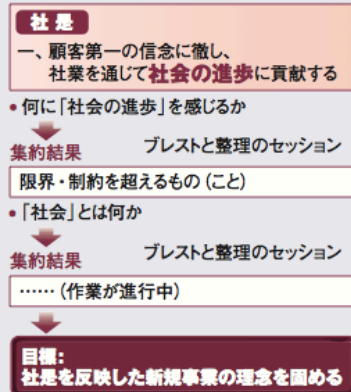 社是
一、顧客第一の信念に徹し、
社業を通じて社会の進歩に貢献する
• 何に「社会の進歩」を感じるか
集約結果 ブレストと整理のセッション
限界・制約を超えるもの(こと)
• 「社会」とは何か
集約結果 ブレストと整理のセッション
……(作業が進行中)
目標:
社是を反映した新規事業の理念を固める